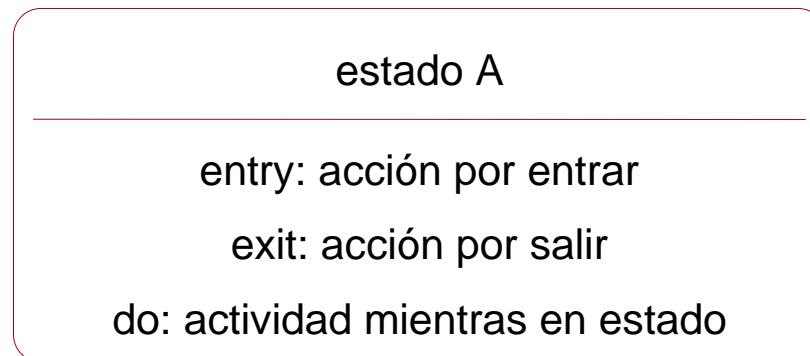 estado A
entry: acción por entrar
exit: acción por salir
do: actividad mientras en estado